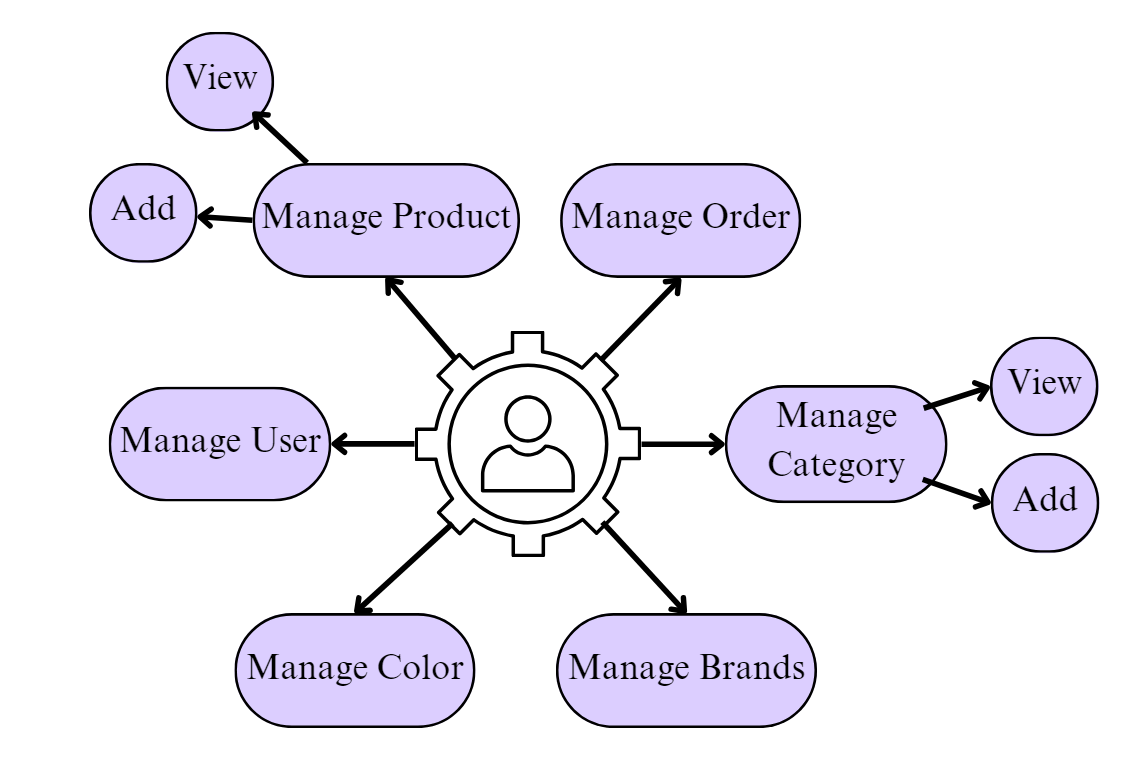 View
Add
Manage Product
Manage Order
Manage User
Manage
Category
View
Add
Manage Color
Manage Brands